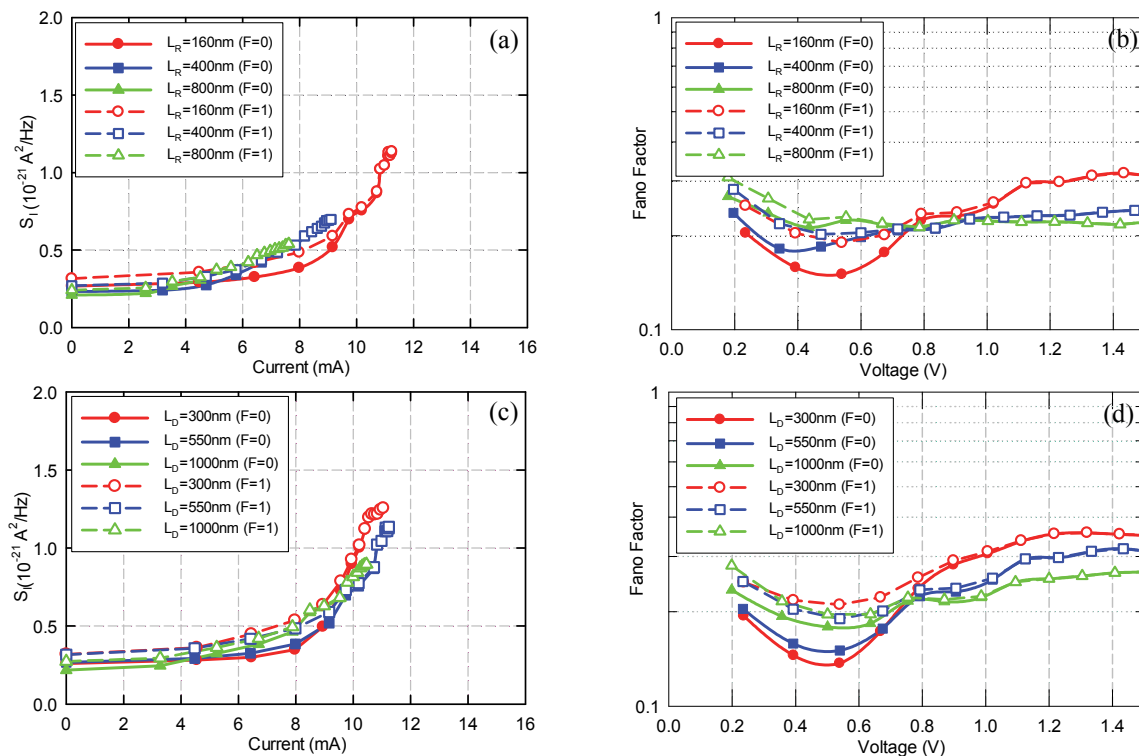 (a)
L_R=160nm (F=0)
L_R=400nm (F=0)
L_R=800nm (F=0)
L_R=160nm (F=1)
L_R=400nm (F=1)
L_R=800nm (F=1)
S_I (10^-21 A^2/Hz)
2.0
1.5
1.0
0.5
0.0
0 2 4 6 8 10 12 14 16
Current (mA)
(b)
L_R=160nm (F=0)
L_R=400nm (F=0)
L_R=800nm (F=0)
L_R=160nm (F=1)
L_R=400nm (F=1)
L_R=800nm (F=1)
Fano Factor
1
0.1
0.0 0.2 0.4 0.6 0.8 1.0 1.2 1.4
Voltage (V)
(c)
L_D=300nm (F=0)
L_D=550nm (F=0)
L_D=1000nm (F=0)
L_D=300nm (F=1)
L_D=550nm (F=1)
L_D=1000nm (F=1)
S_I(10^-21 A^2/Hz)
2.0
1.5
1.0
0.5
0.0
0 2 4 6 8 10 12 14 16
Current (mA)
(d)
L_D=300nm (F=0)
L_D=550nm (F=0)
L_D=1000nm (F=0)
L_D=300nm (F=1)
L_D=550nm (F=1)
L_D=1000nm (F=1)
Fano Factor
1
0.1
0.0 0.2 0.4 0.6 0.8 1.0 1.2 1.4
Voltage (V)